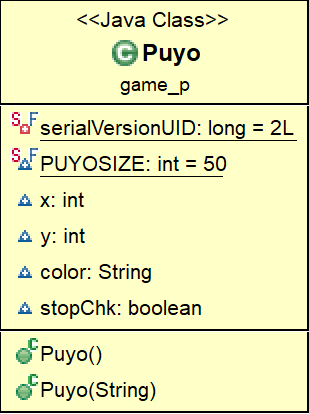 <<Java Class>>
C Puyo
game_p
S F serialVersionUID: long = 2L
S F PUYOSIZE: int = 50
x: int
y: int
color: String
stopChk: boolean
C Puyo()
C Puyo(String)